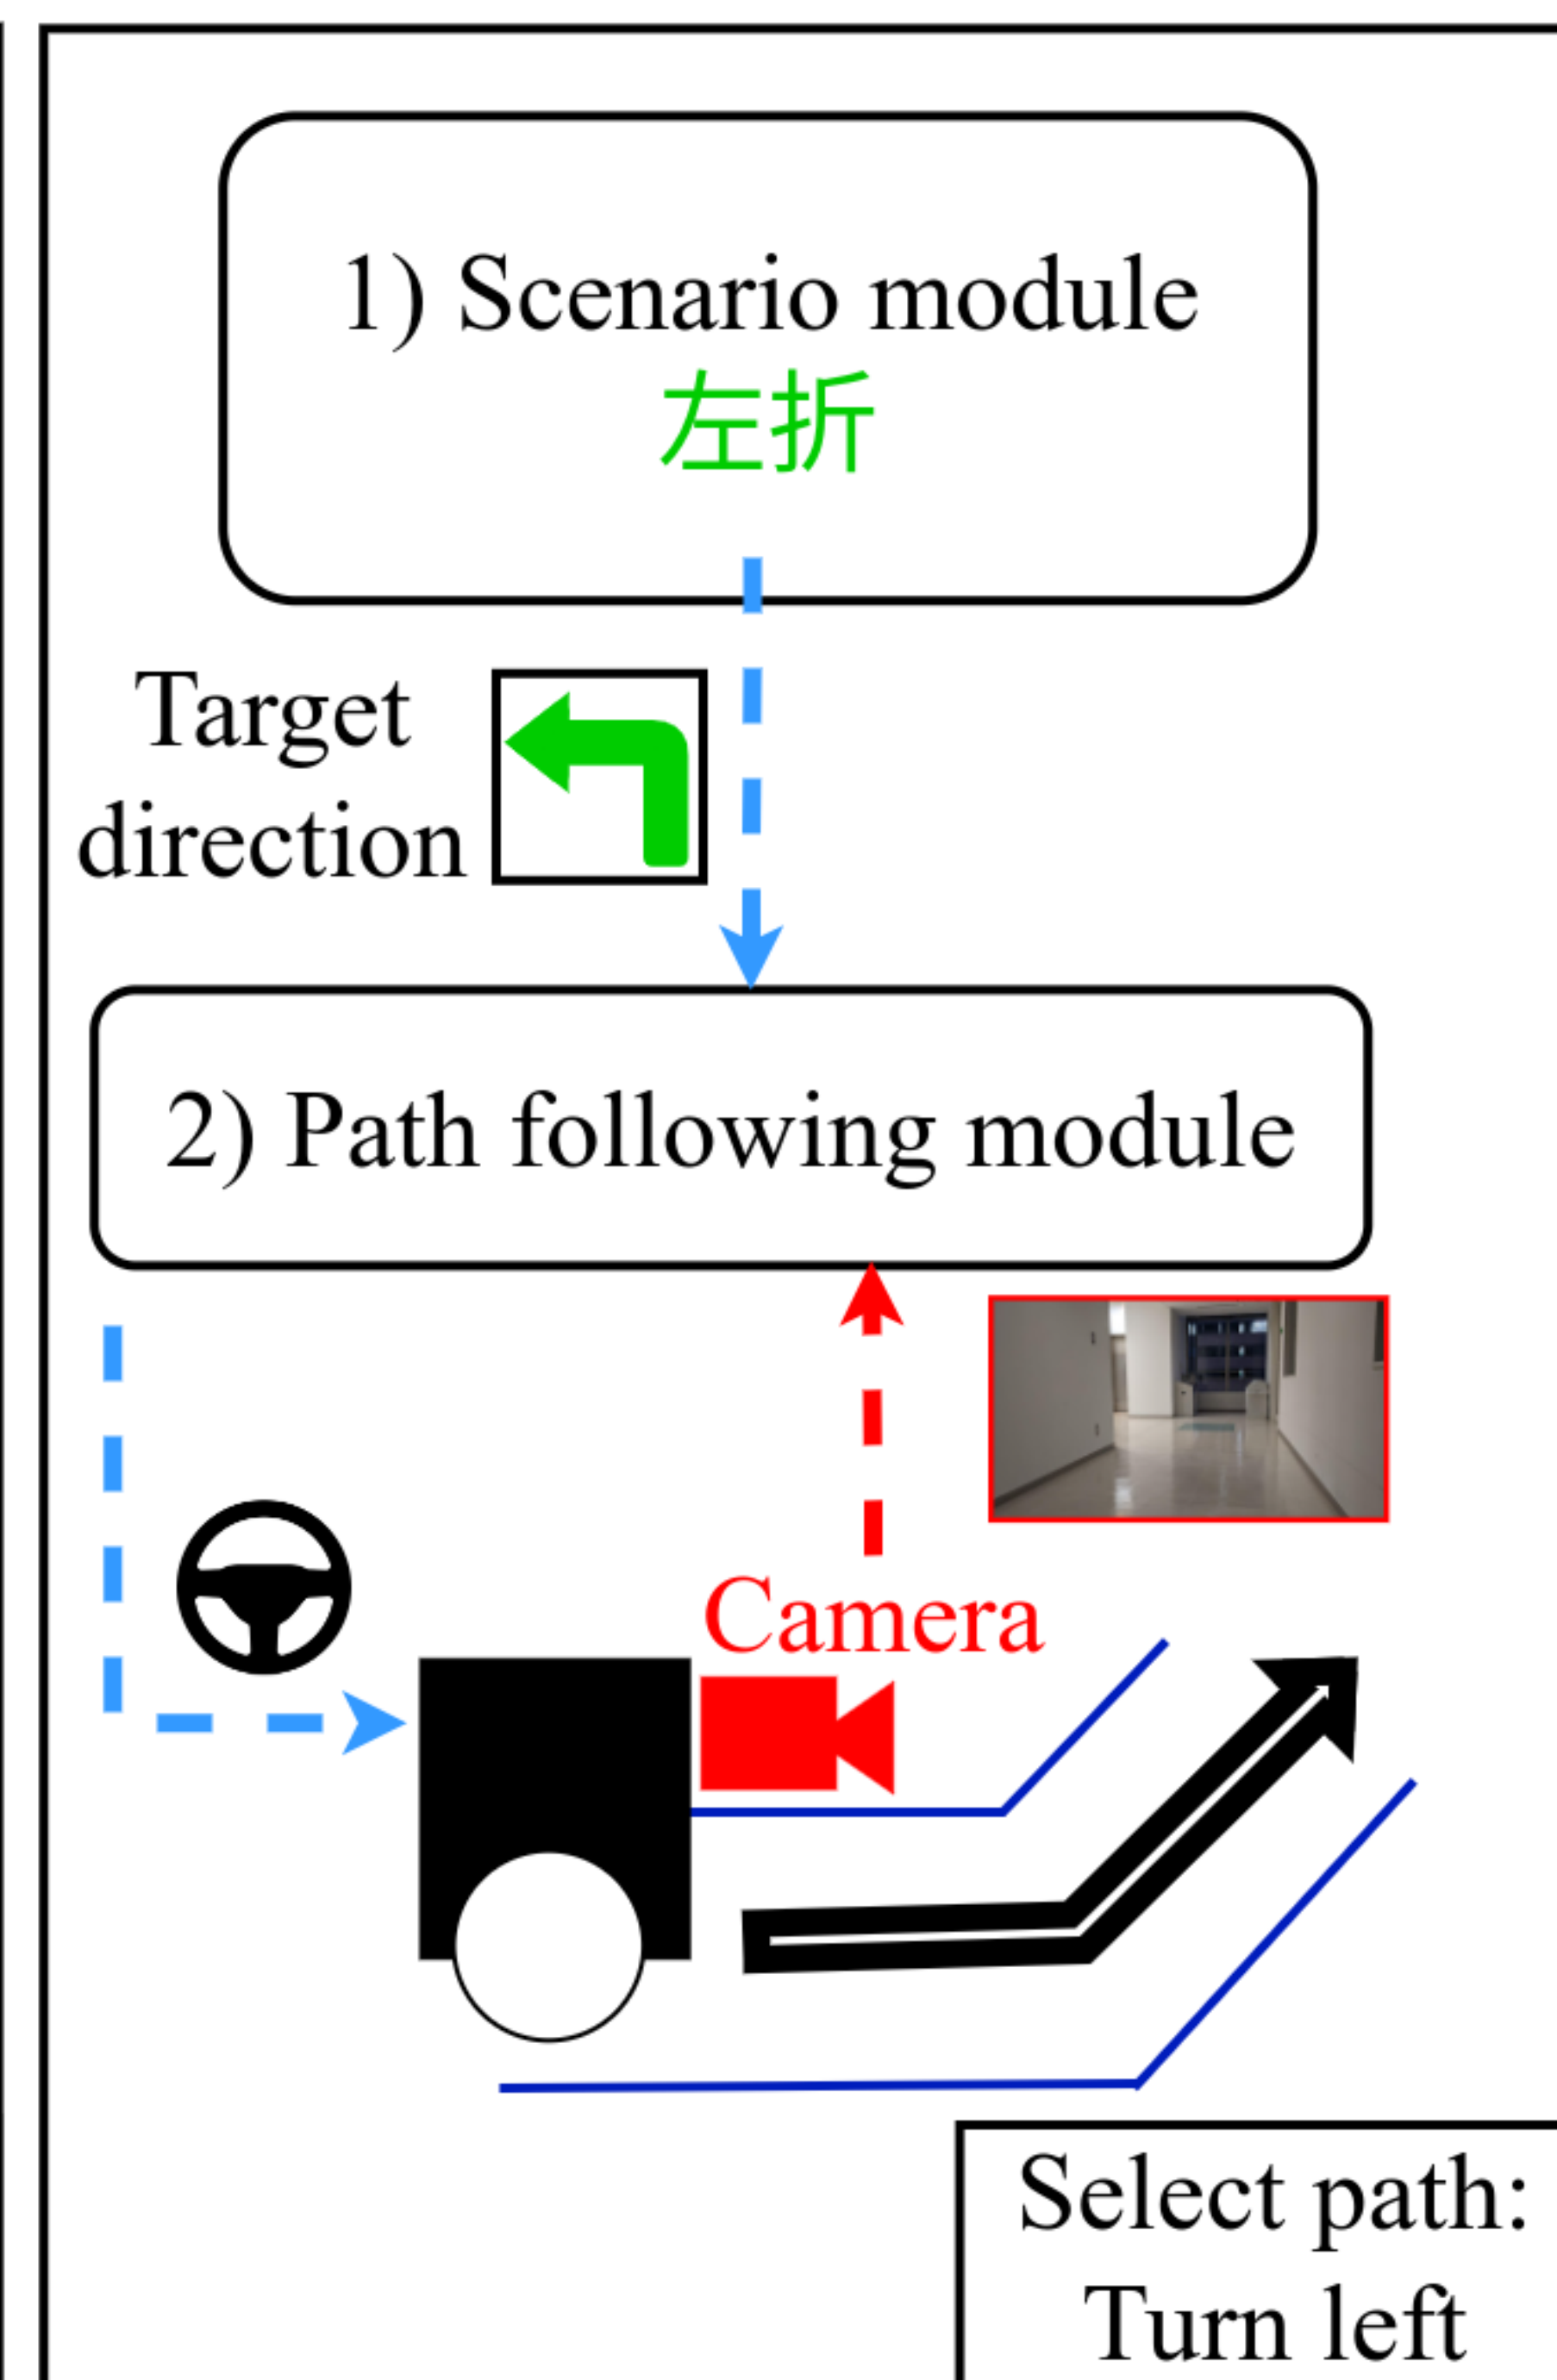 1) Scenario module
左折
Target
direction
2) Path following module
Camera
Select path:
Turn left